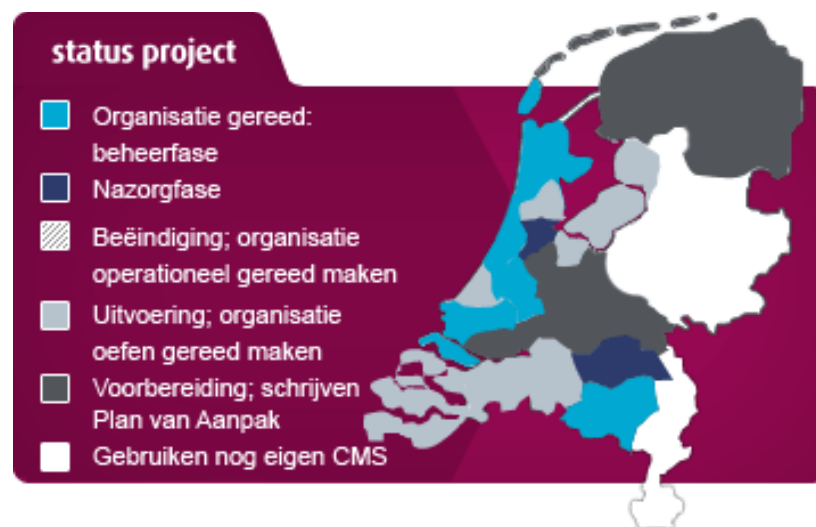 status project
Organisatie gereed:
beheerfase
Nazorgfase
Beëindiging; organisatie
operationeel gereed maken
Uitvoering; organisatie
oefen gereed maken
Voorbereiding; schrijven
Plan van Aanpak
Gebruiken nog eigen CMS